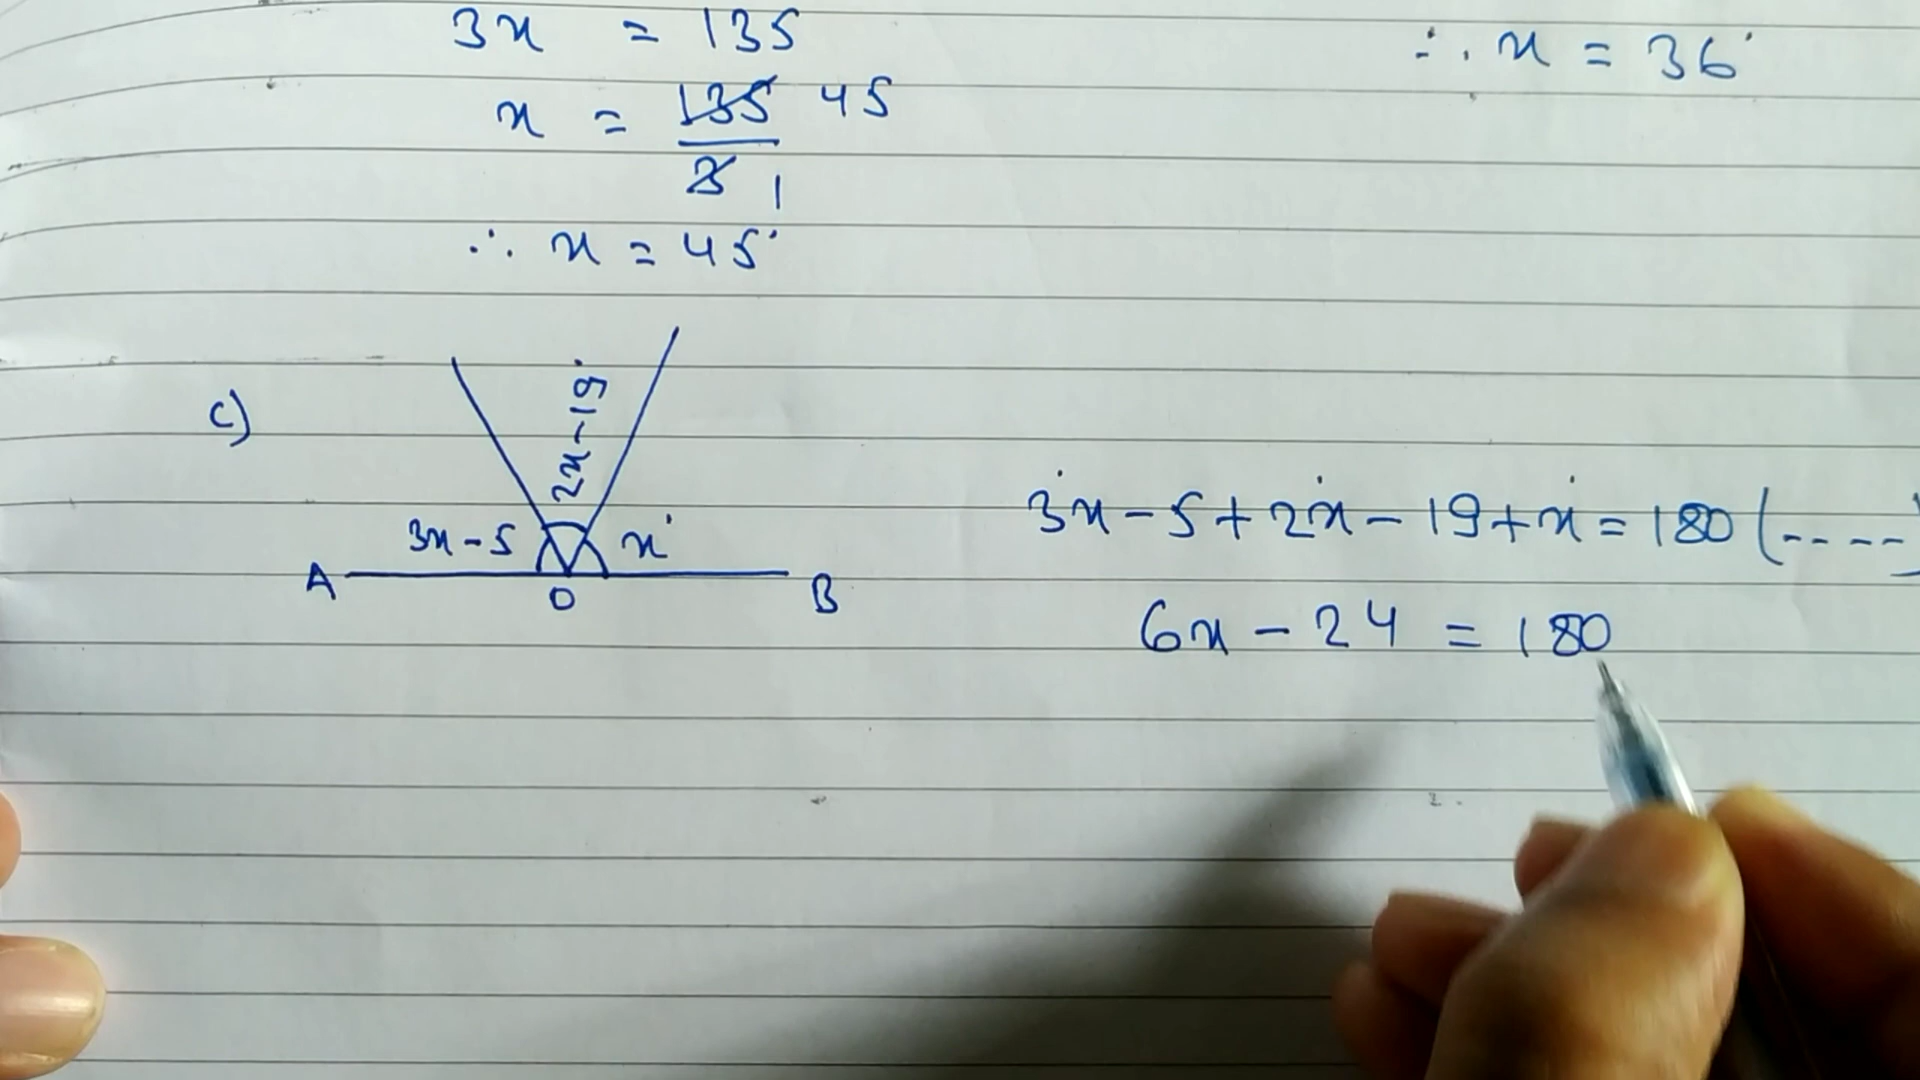 3x = 135
x = 135 45
3 1
∴ x = 45°
∴ x = 36°
c)
2x-19°
3x-5 x°
A O B
3x - 5 + 2x - 19 + x = 180 (-----)
6x - 24 = 180